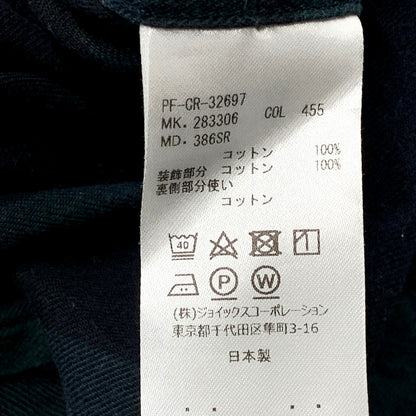 PF-CR-32697
MK. 283306 COL 455
MD. 386SR
コットン 100%
装飾部分 コットン 100%
裏側部分使い
コットン
40
P W
(株)ジョイックスコーポレーション
東京都千代田区隼町3-16
日本製